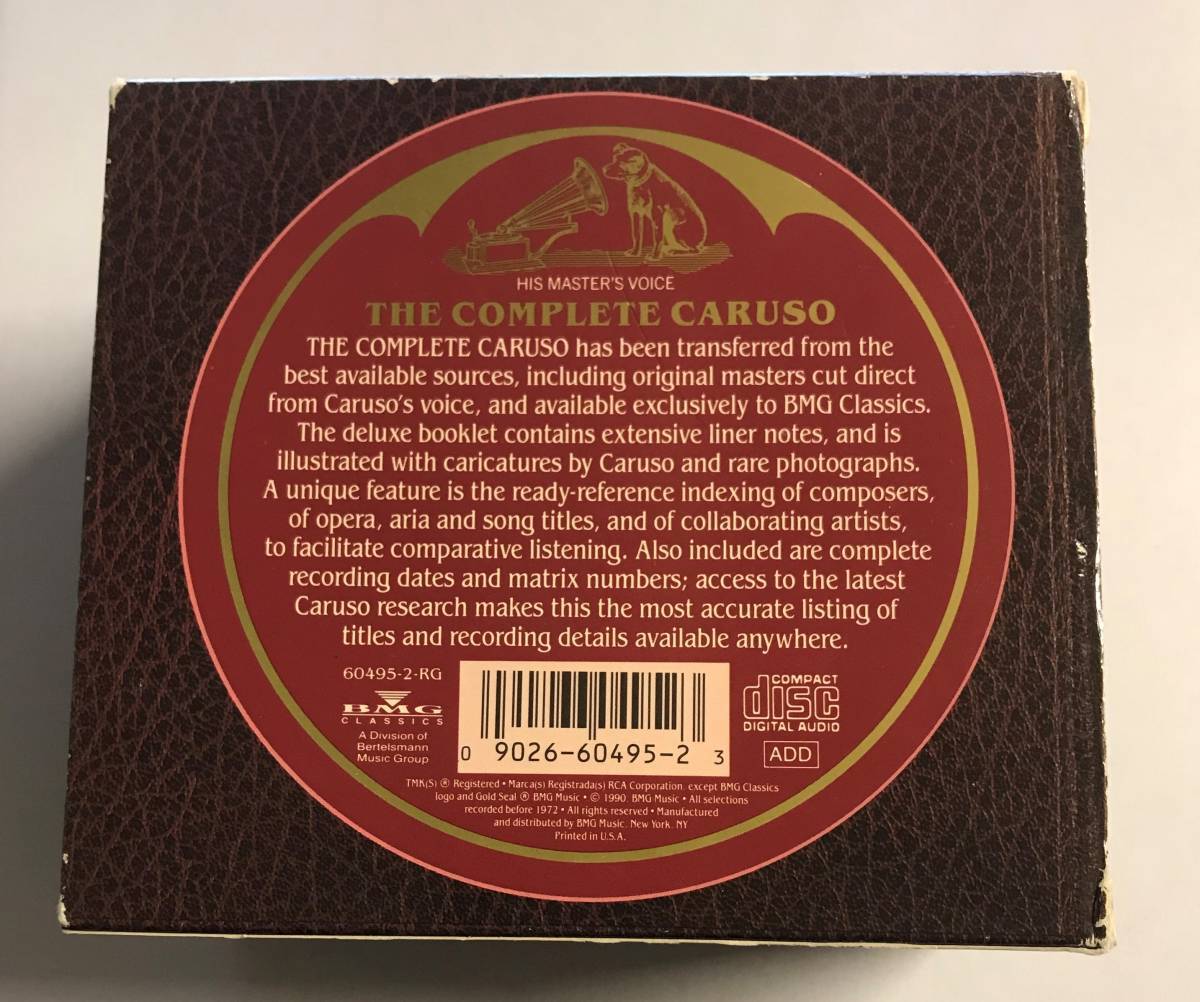 HIS MASTER'S VOICE
THE COMPLETE CARUSO
THE COMPLETE CARUSO has been transferred from the
best available sources, including original masters cut direct
from Caruso's voice, and available exclusively to BMG Classics.
The deluxe booklet contains extensive liner notes, and is
illustrated with caricatures by Caruso and rare photographs.
A unique feature is the ready-reference indexing of composers,
of opera, aria and song titles, and of collaborating artists,
to facilitate comparative listening. Also included are complete
recording dates and matrix numbers; access to the latest
Caruso research makes this the most accurate listing of
titles and recording details available anywhere.
60495-2-RG
BMG
CLASSICS
A Division of
Bertelsmann
Music Group
0 9026-60495-2 3
COMPACT
disc
DIGITAL AUDIO
ADD
TMK(S) ® Registered • Marca(s) Registrada(s) RCA Corporation, except BMG Classics
logo and Gold Seal ® BMG Music • © 1990, BMG Music • All selections
recorded before 1972 • All rights reserved • Manufactured
and distributed by BMG Music, New York, NY
Printed in U.S.A.